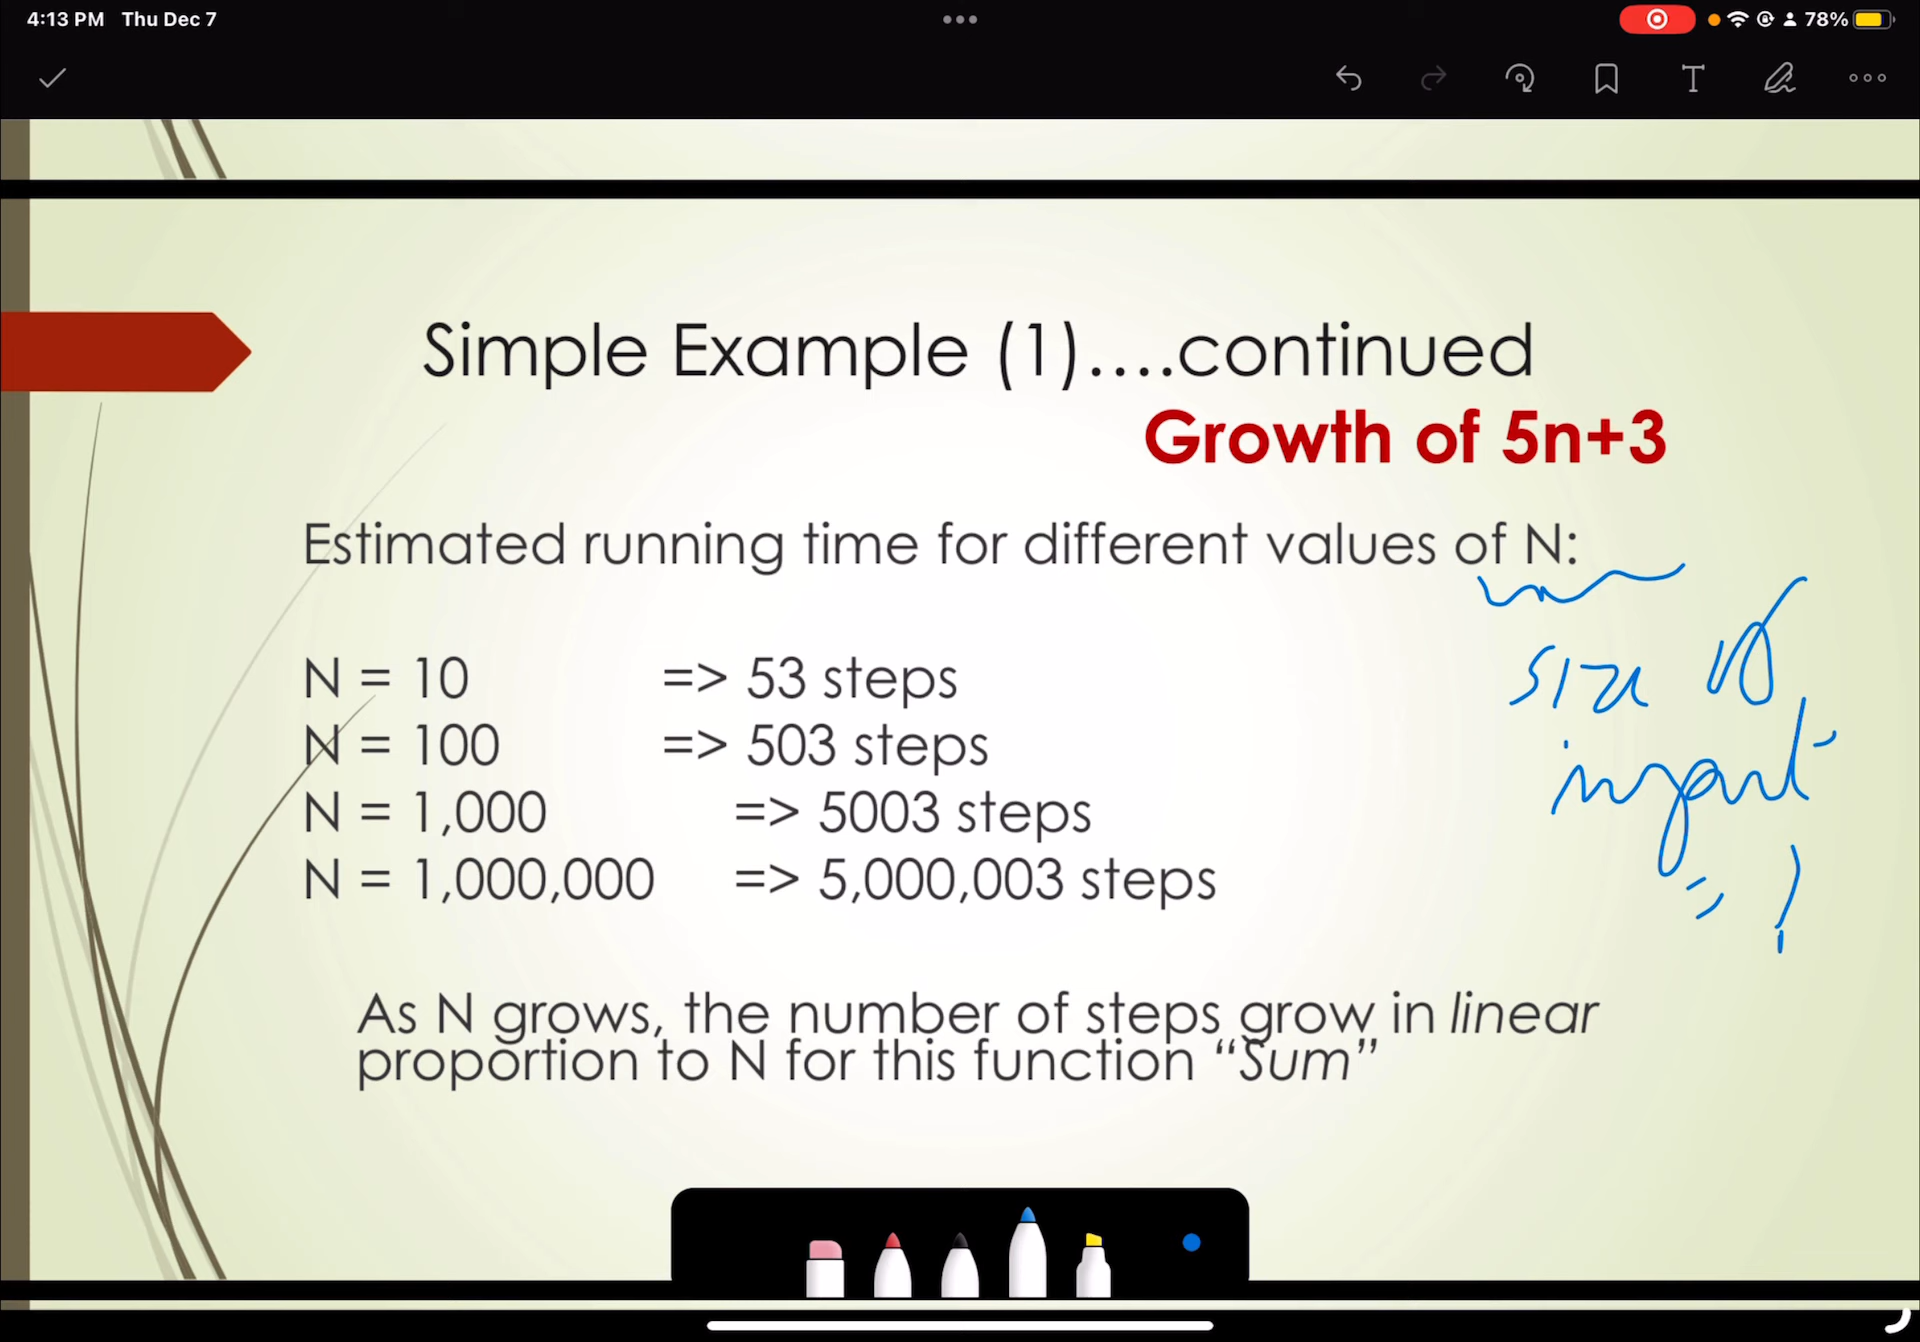 4:13 PM Thu Dec 7
78%
Simple Example (1)....continued
Growth of 5n+3
Estimated running time for different values of N:
N = 10 => 53 steps
N = 100 => 503 steps
N = 1,000 => 5003 steps
N = 1,000,000 => 5,000,003 steps
size of
input
As N grows, the number of steps grow in linear
proportion to N for this function “Sum”